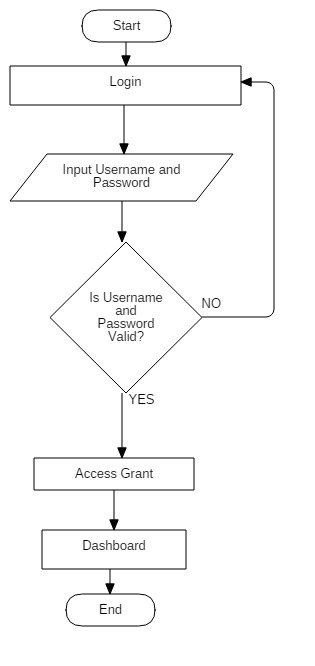 Start
Login
Input Username and
Password
Is Username
and
Password
Valid?
NO
YES
Access Grant
Dashboard
End